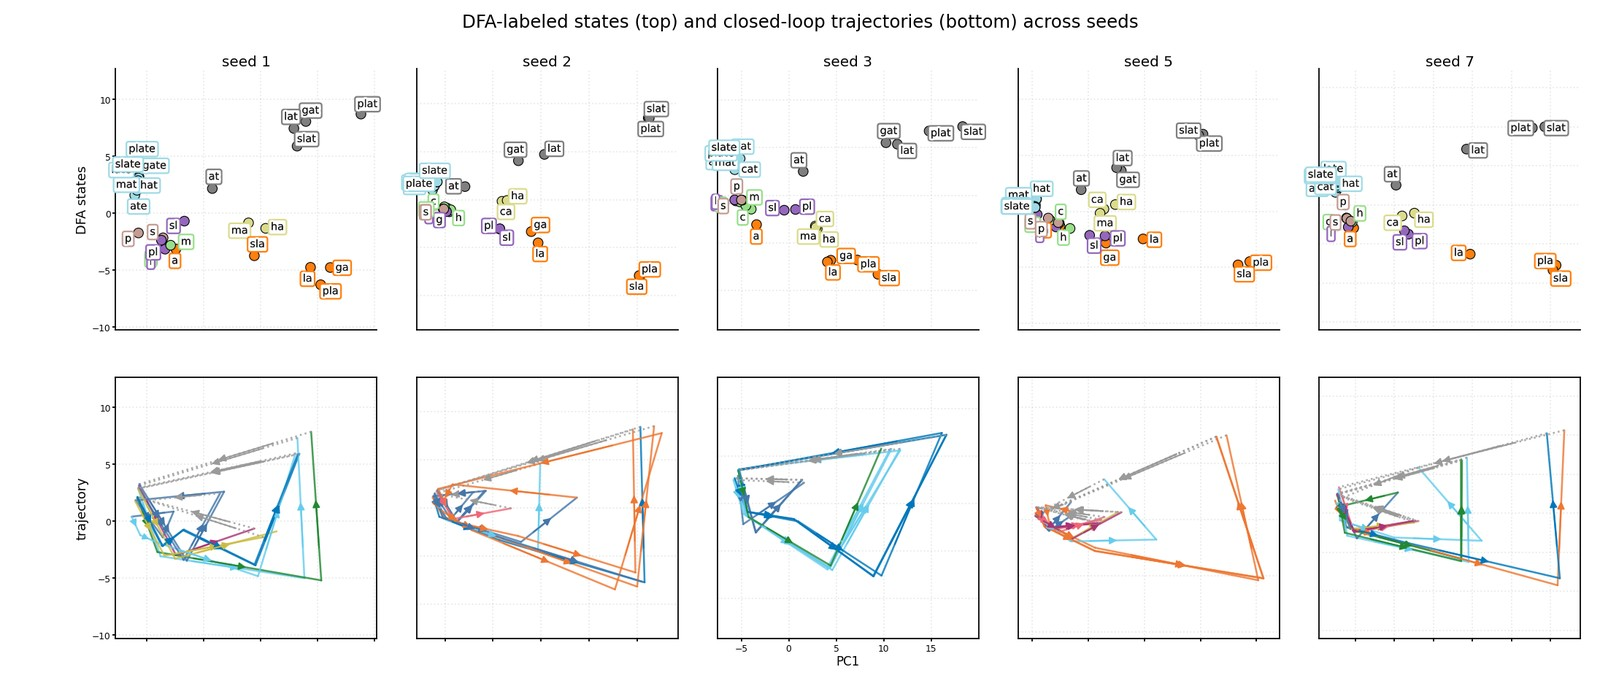 DFA-labeled states (top) and closed-loop trajectories (bottom) across seeds
seed 1
seed 2
seed 3
seed 5
seed 7
DFA states
10
5
0
−5
−10
plate
slate
gate
mat
hat
ate
at
lat
gat
slat
plat
p
s
sl
pl
l
m
a
ma
ha
sla
la
ga
pla
slate
plate
c
s
g
h
at
gat
lat
slat
plat
ha
ca
pl
sl
ga
la
pla
sla
slate
at
mat
cat
p
s
m
c
a
sl
pl
at
gat
lat
plat
slat
ca
ma
ha
ga
la
pla
sla
mat
hat
slate
s
p
c
h
at
lat
gat
slat
plat
ca
ha
sl
pl
ga
la
sla
pla
slate
cat
hat
p
h
s
a
at
lat
plat
slat
ca
ha
sl
pl
la
pla
sla
trajectory
10
5
0
−5
−10
−5
0
5
10
15
PC1